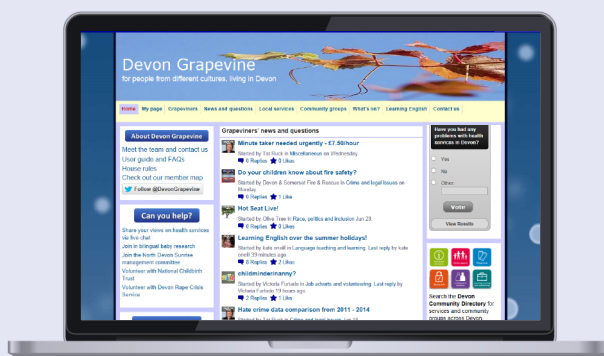 Devon Grapevine
for people from different cultures, living in Devon
Home My page Grapeviners News and questions Local services Community groups What's on? Learning English Contact us
About Devon Grapevine
Meet the team and contact us
User guide and FAQs
House rules
Check out our member map
Follow @DevonGrapevine
Can you help?
Share your views on health services
via live chat
Join in bilingual baby research
Join the North Devon Sunrise
management committee
Volunteer with National Childbirth
Trust
Volunteer with Devon Rape Crisis
Service
Grapeviners' news and questions
Minute taker needed urgently - £7.50/hour
Started by Tat Ruck in Miscellaneous on Wednesday.
0 Replies 0 Likes
Do your children know about fire safety?
Started by Devon & Somerset Fire & Rescue in Crime and legal issues on
Monday.
0 Replies 1 Like
Hot Seat Live!
Started by Olive Tree in Race, politics and inclusion Jun 23.
0 Replies 0 Likes
Learning English over the summer holidays!
Started by kate onell in Language teaching and learning. Last reply by kate
onell 39 minutes ago.
6 Replies 2 Likes
childminder/nanny?
Started by Victoria Furtado in Job adverts and volunteering. Last reply by
Victoria Furtado 19 hours ago.
2 Replies 1 Like
Hate crime data comparison from 2011 - 2014
Have you had any
problems with health
services in Devon?
Yes
No
Other:
Vote
View Results
Search the Devon
Community Directory for
services and community
groups across Devon